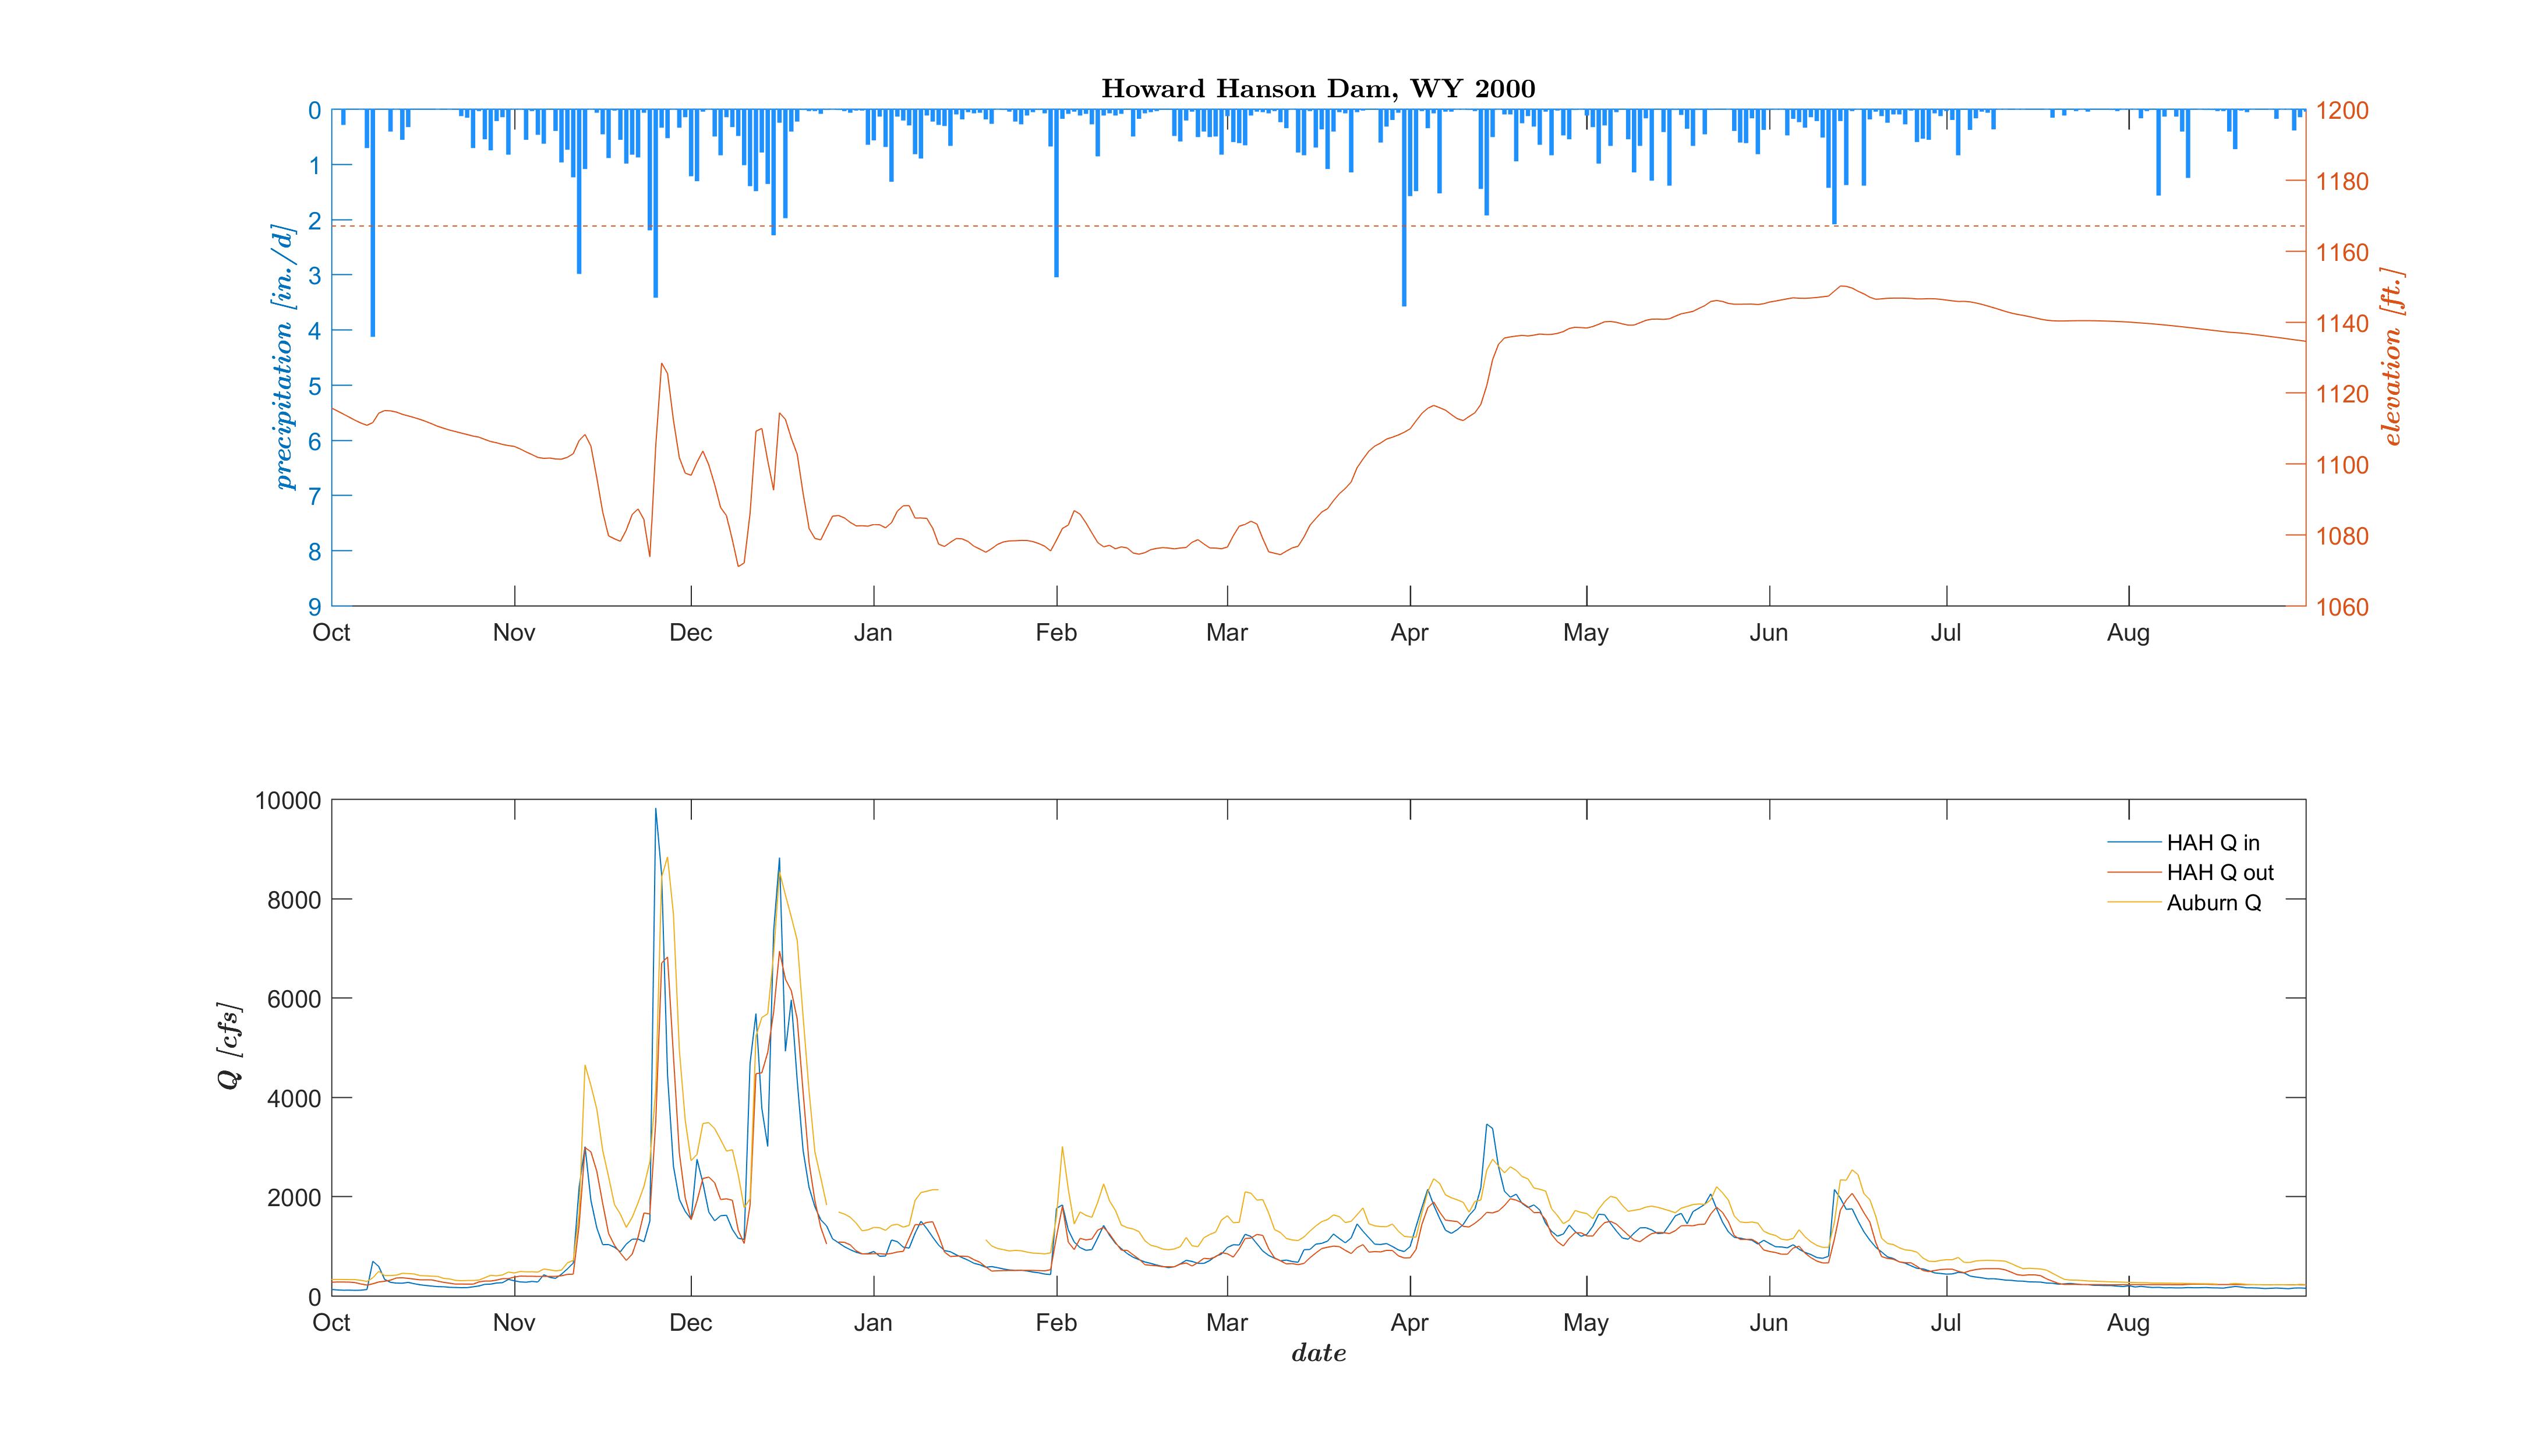 Howard Hanson Dam, WY 2000
0
1
2
3
4
5
6
7
8
9
precipitation [in./d]
1200
1180
1160
1140
1120
1100
1080
1060
elevation [ft.]
Oct Nov Dec Jan Feb Mar Apr May Jun Jul Aug
10000
8000
6000
4000
2000
0
Q [cfs]
HAH Q in
HAH Q out
Auburn Q
Oct Nov Dec Jan Feb Mar Apr May Jun Jul Aug
date